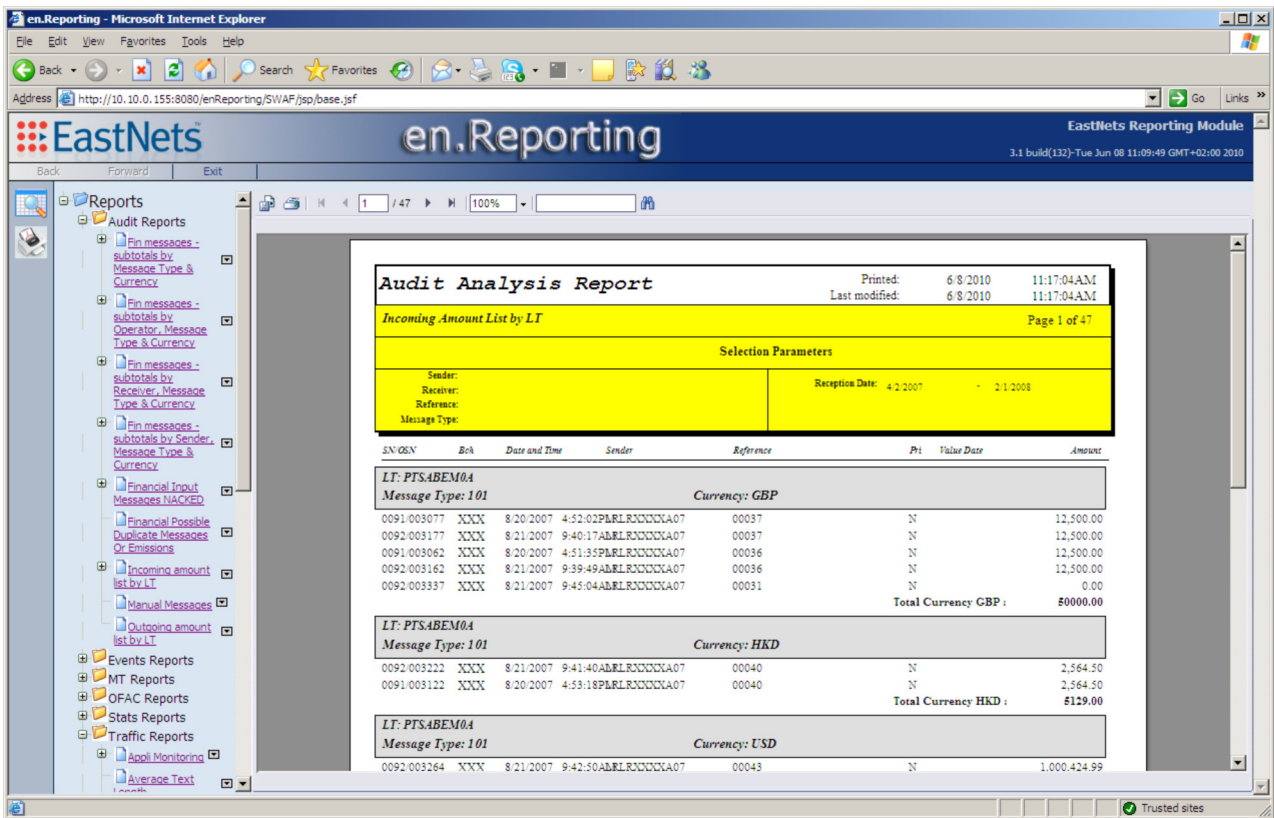 en.Reporting - Microsoft Internet Explorer
File Edit View Favorites Tools Help
Back Search Favorites
Address http://10.10.0.155:8080/enReporting/SWAF/jsp/base.jsf Go Links »
EastNets en.Reporting EastNets Reporting Module
3.1 build(132)-Tue Jun 08 11:09:49 GMT+02:00 2010
Back Forward Exit
Reports
Audit Reports
Fin messages -
subtotals by
Message Type &
Currency
Fin messages -
subtotals by
Operator, Message
Type & Currency
Fin messages -
subtotals by
Receiver, Message
Type & Currency
Fin messages -
subtotals by Sender,
Message Type &
Currency
Financial Input
Messages NACKED
Financial Possible
Duplicate Messages
Or Emissions
Incoming amount
list by LT
Manual Messages
Outgoing amount
list by LT
Events Reports
MT Reports
OFAC Reports
Stats Reports
Traffic Reports
Appli Monitoring
Average Text
Length
1 / 47 100%
Audit Analysis Report Printed: 6/8/2010 11:17:04AM
Last modified: 6/8/2010 11:17:04AM
Incoming Amount List by LT Page 1 of 47
Selection Parameters
Sender: Reception Date: 4/2/2007 - 2/1/2008
Receiver:
Reference:
Message Type:
SN/OSN Bch Date and Time Sender Reference Pri Value Date Amount
LT: PTSABEM0A
Message Type: 101 Currency: GBP
0091/003077 XXX 8/20/2007 4:52:02 00037 N 12,500.00
0092/003177 XXX 8/21/2007 9:40:17 00037 N 12,500.00
0091/003062 XXX 8/20/2007 4:51:35 00036 N 12,500.00
0092/003162 XXX 8/21/2007 9:39:49 00036 N 12,500.00
0092/003337 XXX 8/21/2007 9:45:04 00031 N 0.00
Total Currency GBP : 50000.00
LT: PTSABEM0A
Message Type: 101 Currency: HKD
0092/003222 XXX 8/21/2007 9:41:40 00040 N 2,564.50
0091/003122 XXX 8/20/2007 4:53:18 00040 N 2,564.50
Total Currency HKD : 5129.00
LT: PTSABEM0A
Message Type: 101 Currency: USD
0092/003264 XXX 8/21/2007 9:42:50 00043 N 1,000,424.99
Trusted sites